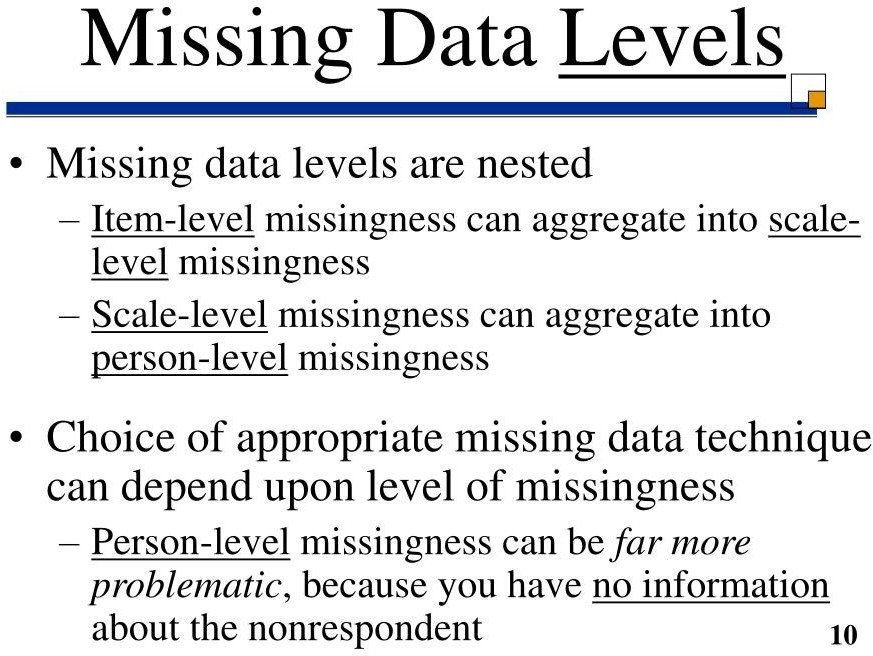 Missing Data Levels
• Missing data levels are nested
– Item-level missingness can aggregate into scale-
level missingness
– Scale-level missingness can aggregate into
person-level missingness
• Choice of appropriate missing data technique
can depend upon level of missingness
– Person-level missingness can be far more
problematic, because you have no information
about the nonrespondent
10